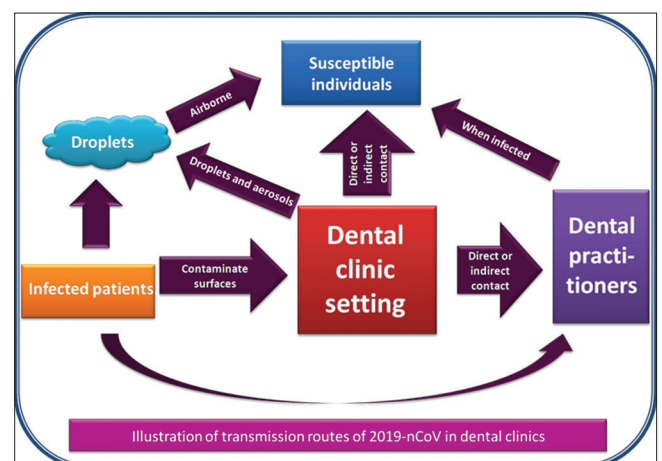 Susceptible
individuals
Airborne
Droplets
Direct or
indirect
contact
When infected
Droplets and aerosols
Dental
clinic
setting
Dental
practi-
tioners
Infected patients
Contaminate
surfaces
Direct or
indirect
contact
Illustration of transmission routes of 2019-nCoV in dental clinics